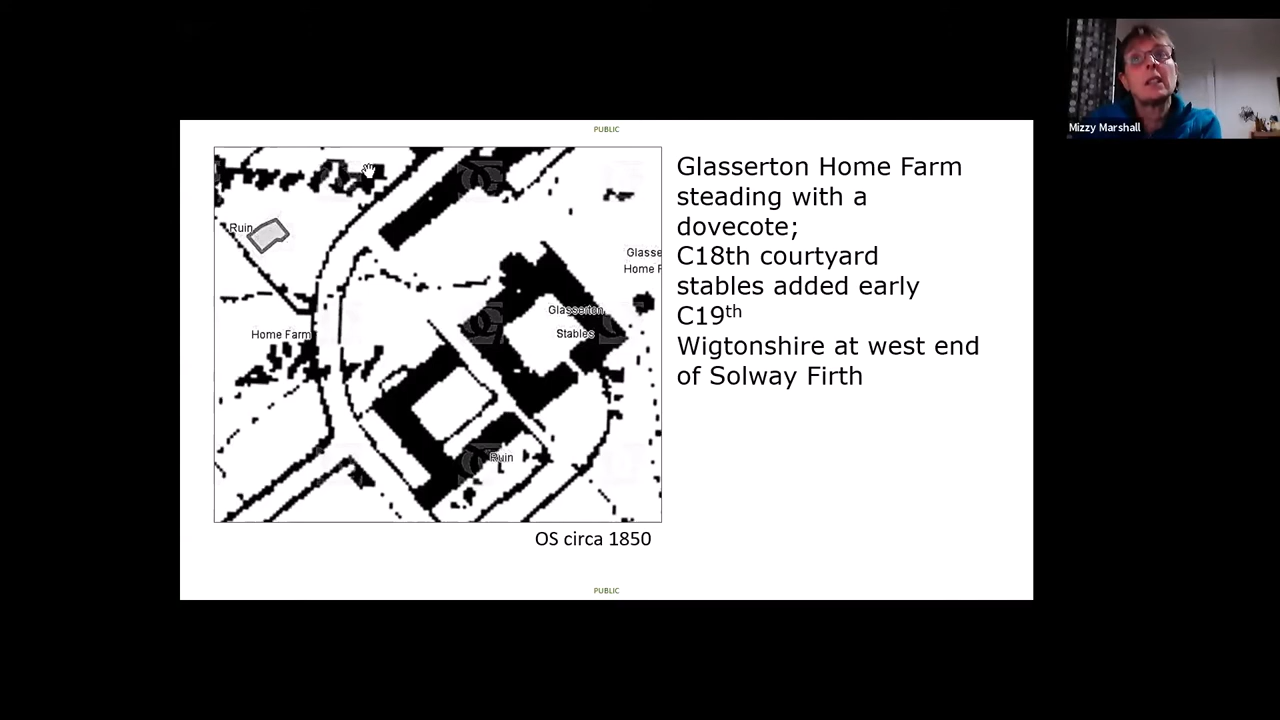 Mizzy Marshall
PUBLIC
Glasserton Home Farm
steading with a
dovecote;
C18th courtyard
stables added early
C19th
Wigtonshire at west end
of Solway Firth
Ruin
Glasse
Home F
Glasserton
Stables
Home Farm
Ruin
OS circa 1850
PUBLIC